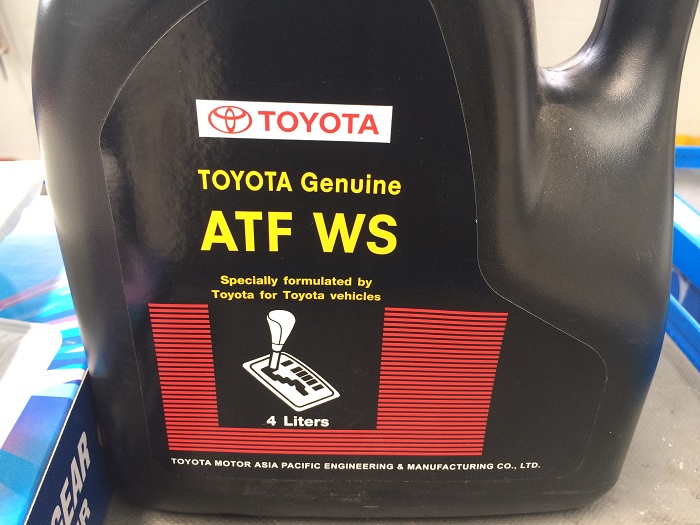 TOYOTA
TOYOTA Genuine
ATF WS
Specially formulated by
Toyota for Toyota vehicles
4 Liters
TOYOTA MOTOR ASIA PACIFIC ENGINEERING & MANUFACTURING CO., LTD.
GEAR